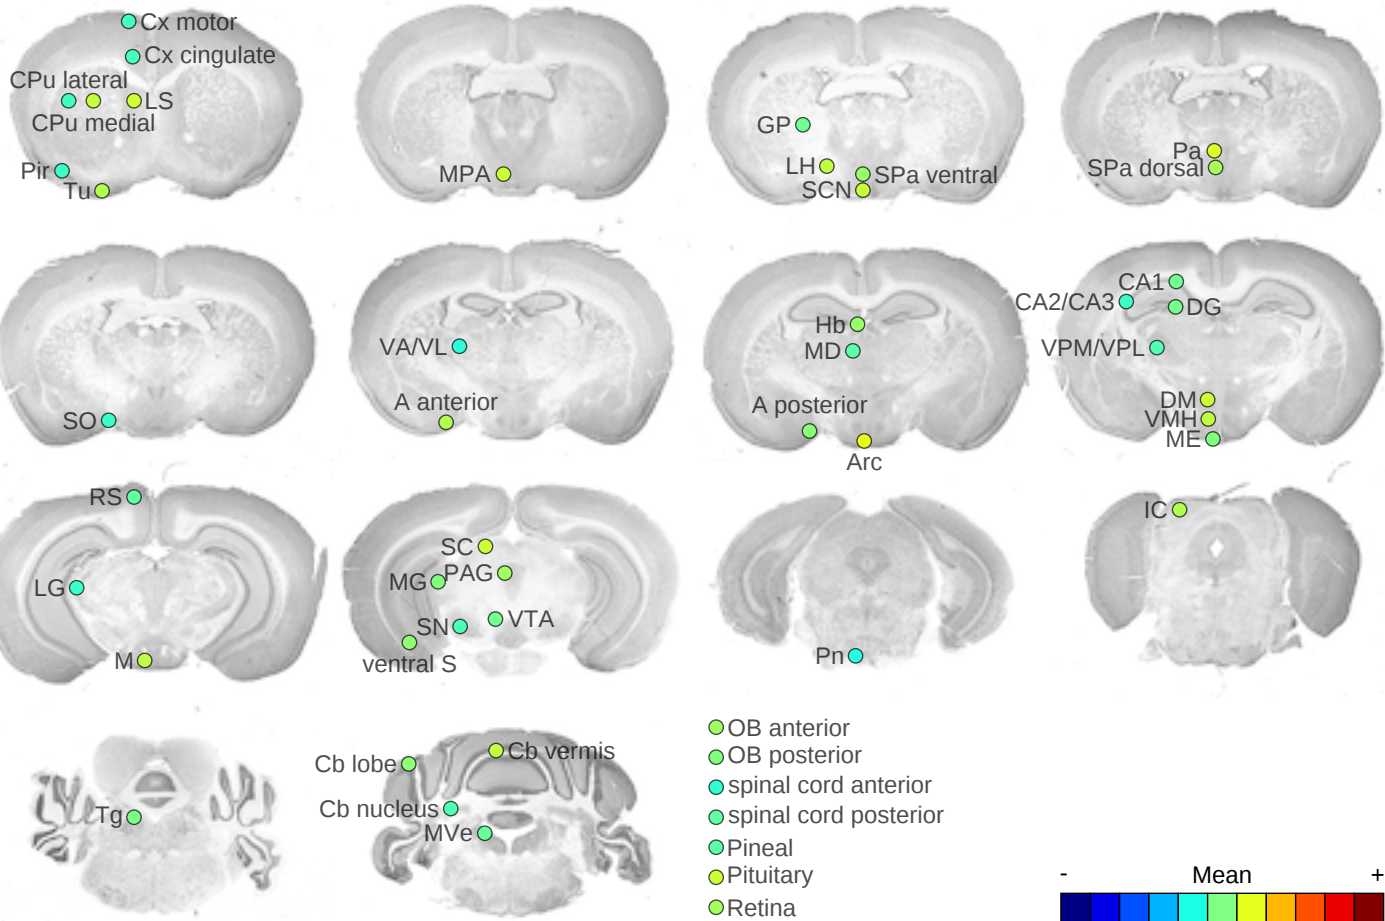 Cx motor
Cx cingulate
CPu lateral
LS
CPu medial
Pir
Tu
MPA
GP
LH
SPa ventral
SCN
Pa
SPa dorsal
SO
VA/VL
A anterior
Hb
MD
A posterior
Arc
CA1
CA2/CA3
DG
VPM/VPL
DM
VMH
ME
RS
LG
M
SC
PAG
MG
VTA
SN
ventral S
Pn
IC
Tg
Cb vermis
Cb lobe
Cb nucleus
MVe
OB anterior
OB posterior
spinal cord anterior
spinal cord posterior
Pineal
Pituitary
Retina
- Mean +